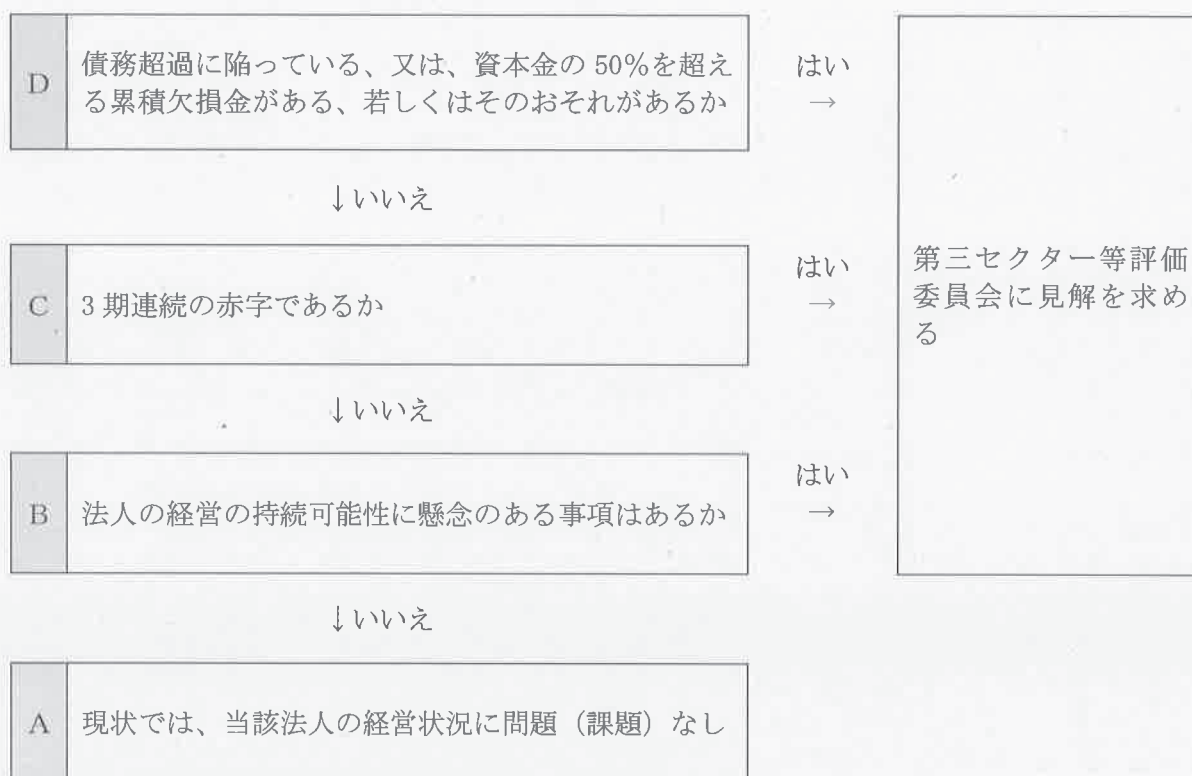 D
債務超過に陥っている、又は、資本金の 50%を超え
る累積欠損金がある、若しくはそのおそれがあるか
はい
→
↓いいえ
C
3 期連続の赤字であるか
はい
→
↓いいえ
B
法人の経営の持続可能性に懸念のある事項はあるか
はい
→
第三セクター等評価
委員会に見解を求め
る
↓いいえ
A
現状では、当該法人の経営状況に問題（課題）なし